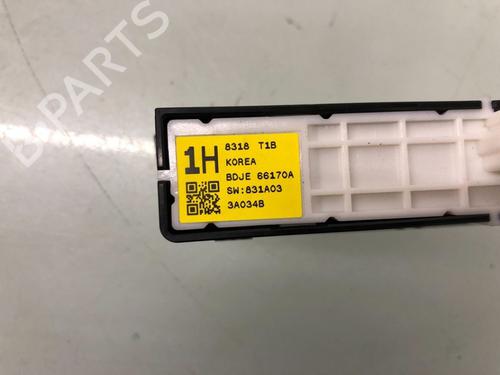 B PARTS
1H
8318 T1B
KOREA
BDJE 66170A
SW:831A03
3A034B